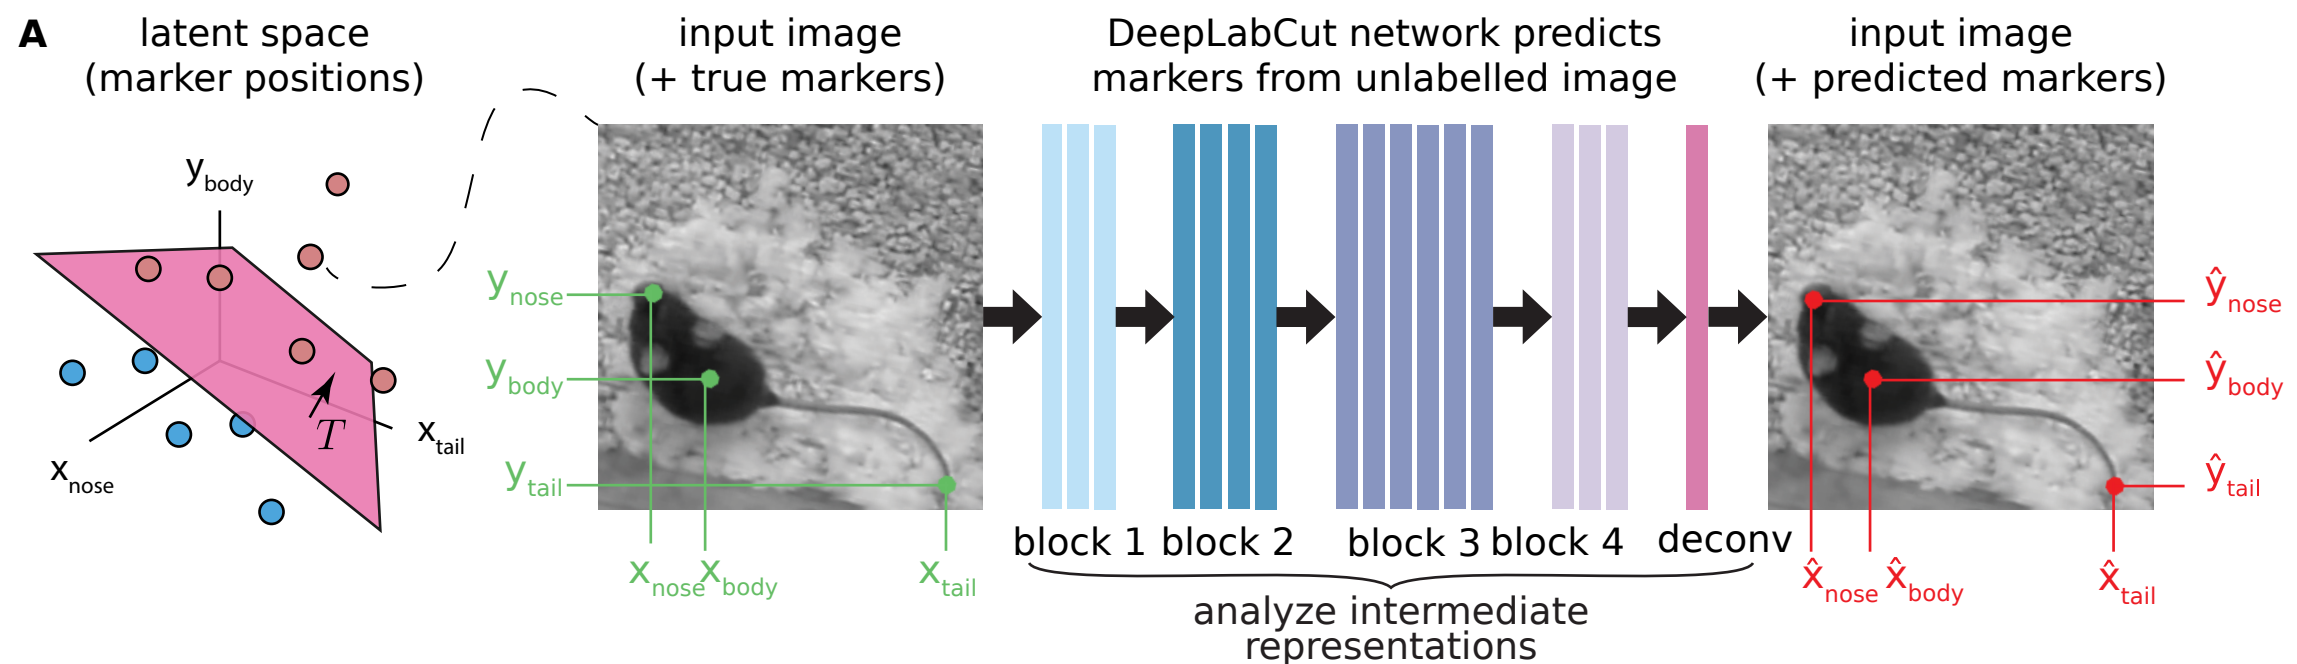 A
latent space
(marker positions)
input image
(+ true markers)
DeepLabCut network predicts
markers from unlabelled image
input image
(+ predicted markers)
y_body
x_nose
x_tail
T
y_nose
y_body
y_tail
x_nose
x_body
x_tail
block 1
block 2
block 3
block 4
deconv
analyze intermediate
representations
ŷ_nose
ŷ_body
ŷ_tail
x̂_nose
x̂_body
x̂_tail